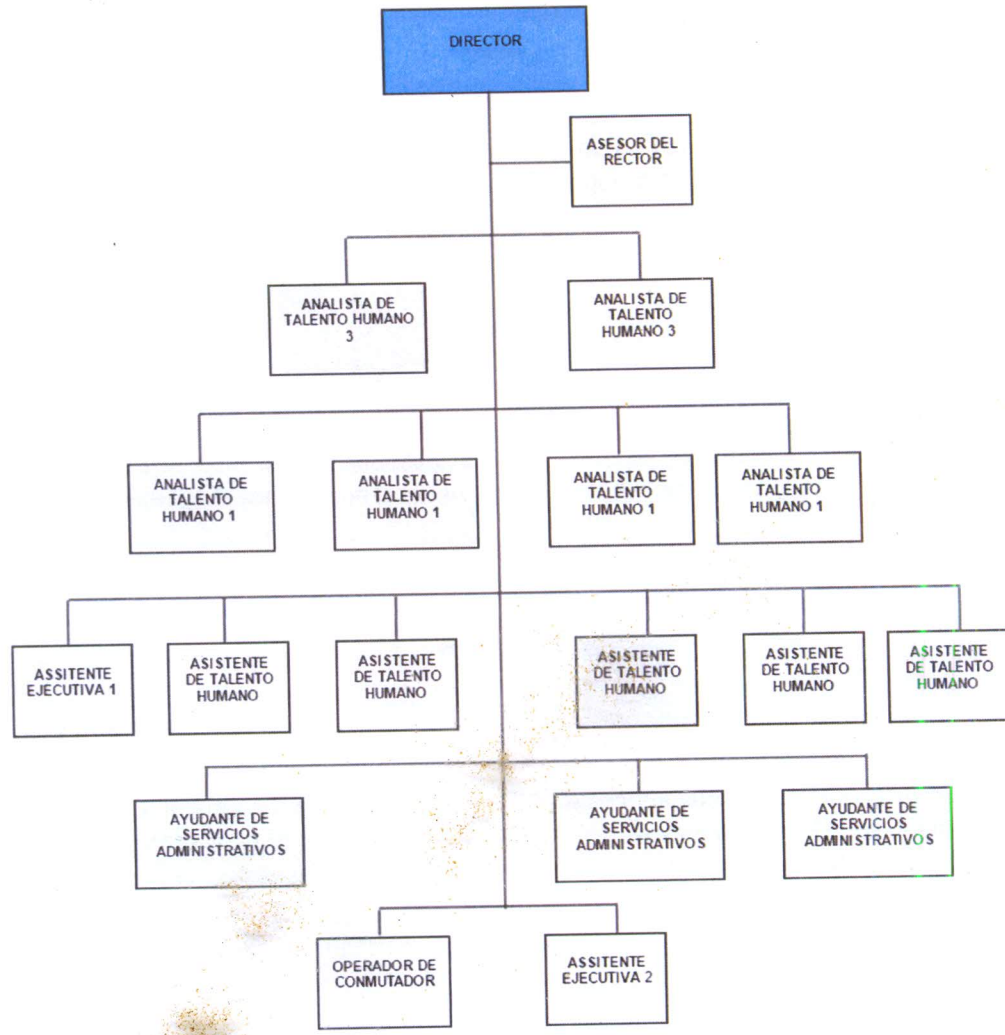 DIRECTOR
ASESOR DEL
RECTOR
ANALISTA DE
TALENTO HUMANO
3
ANALISTA DE
TALENTO
HUMANO 3
ANALISTA DE
TALENTO
HUMANO 1
ANALISTA DE
TALENTO
HUMANO 1
ANALISTA DE
TALENTO
HUMANO 1
ANALISTA DE
TALENTO
HUMANO 1
ASSITENTE
EJECUTIVA 1
ASISTENTE
DE TALENTO
HUMANO
ASISTENTE
DE TALENTO
HUMANO
ASISTENTE
DE TALENTO
HUMANO
ASISTENTE
DE TALENTO
HUMANO
ASISTENTE
DE TALENTO
HUMANO
AYUDANTE DE
SERVICIOS
ADMINISTRATIVOS
AYUDANTE DE
SERVICIOS
ADMINISTRATIVOS
AYUDANTE DE
SERVICIOS
ADMINISTRATIVOS
OPERADOR DE
CONMUTADOR
ASSITENTE
EJECUTIVA 2